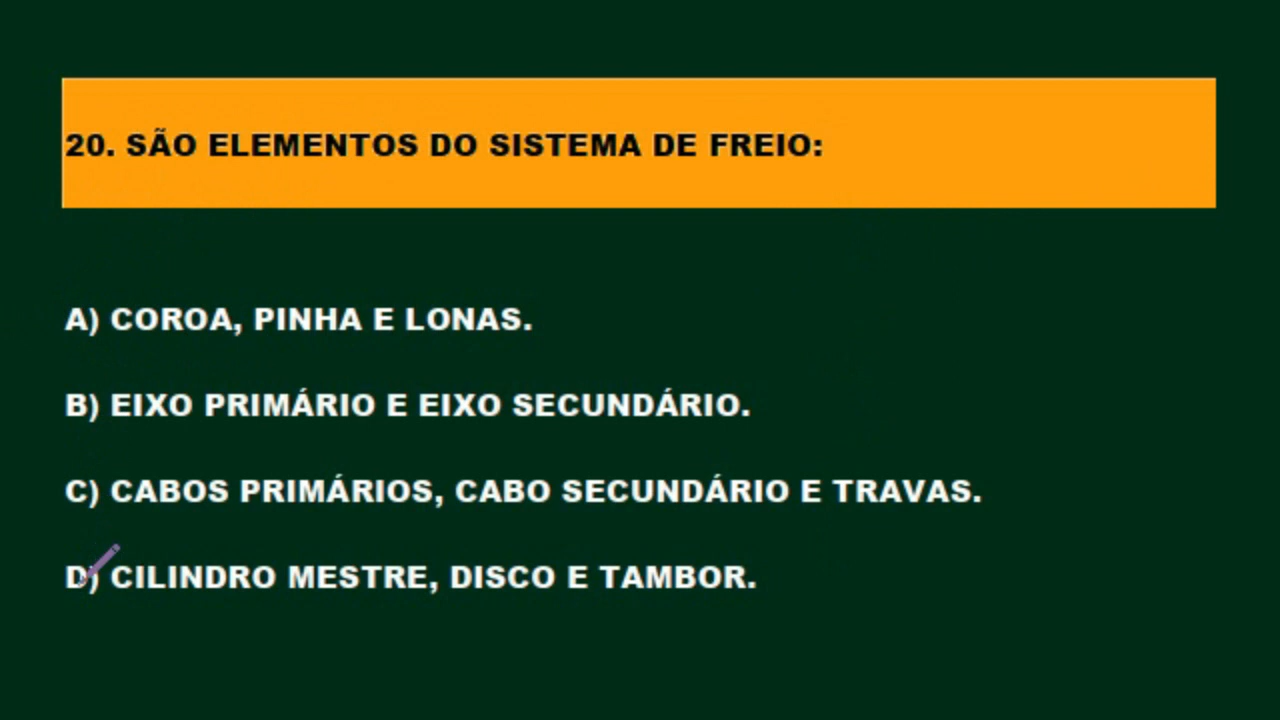 20. SÃO ELEMENTOS DO SISTEMA DE FREIO:
A) COROA, PINHA E LONAS.
B) EIXO PRIMÁRIO E EIXO SECUNDÁRIO.
C) CABOS PRIMÁRIOS, CABO SECUNDÁRIO E TRAVAS.
D) CILINDRO MESTRE, DISCO E TAMBOR.